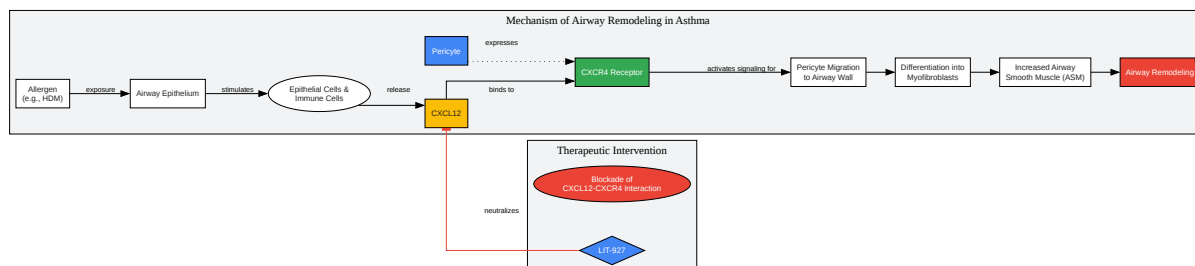 Mechanism of Airway Remodeling in Asthma
Pericyte
expresses
CXCR4 Receptor
activates signaling for
Pericyte Migration
to Airway Wall
Differentiation into
Myofibroblasts
Increased Airway
Smooth Muscle (ASM)
Airway Remodeling
Allergen
(e.g., HDM)
exposure
Airway Epithelium
stimulates
Epithelial Cells &
Immune Cells
release
CXCL12
binds to
Therapeutic Intervention
Blockade of
CXCL12-CXCR4 Interaction
neutralizes
LIT-927